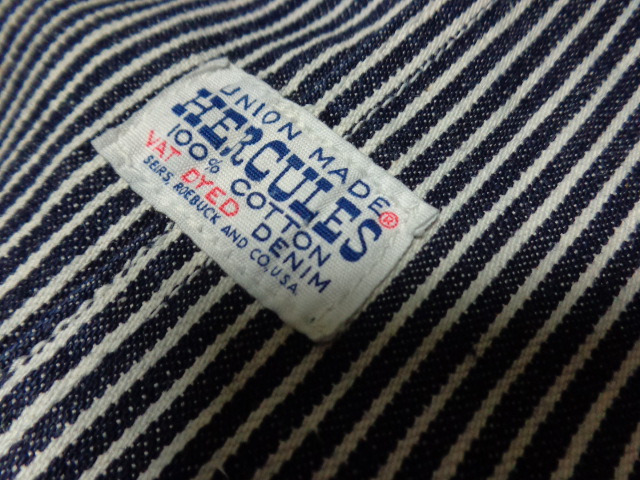 UNION MADE
HERCULES®
100% COTTON
VAT DYED DENIM
SEARS, ROEBUCK AND CO., U.S.A.